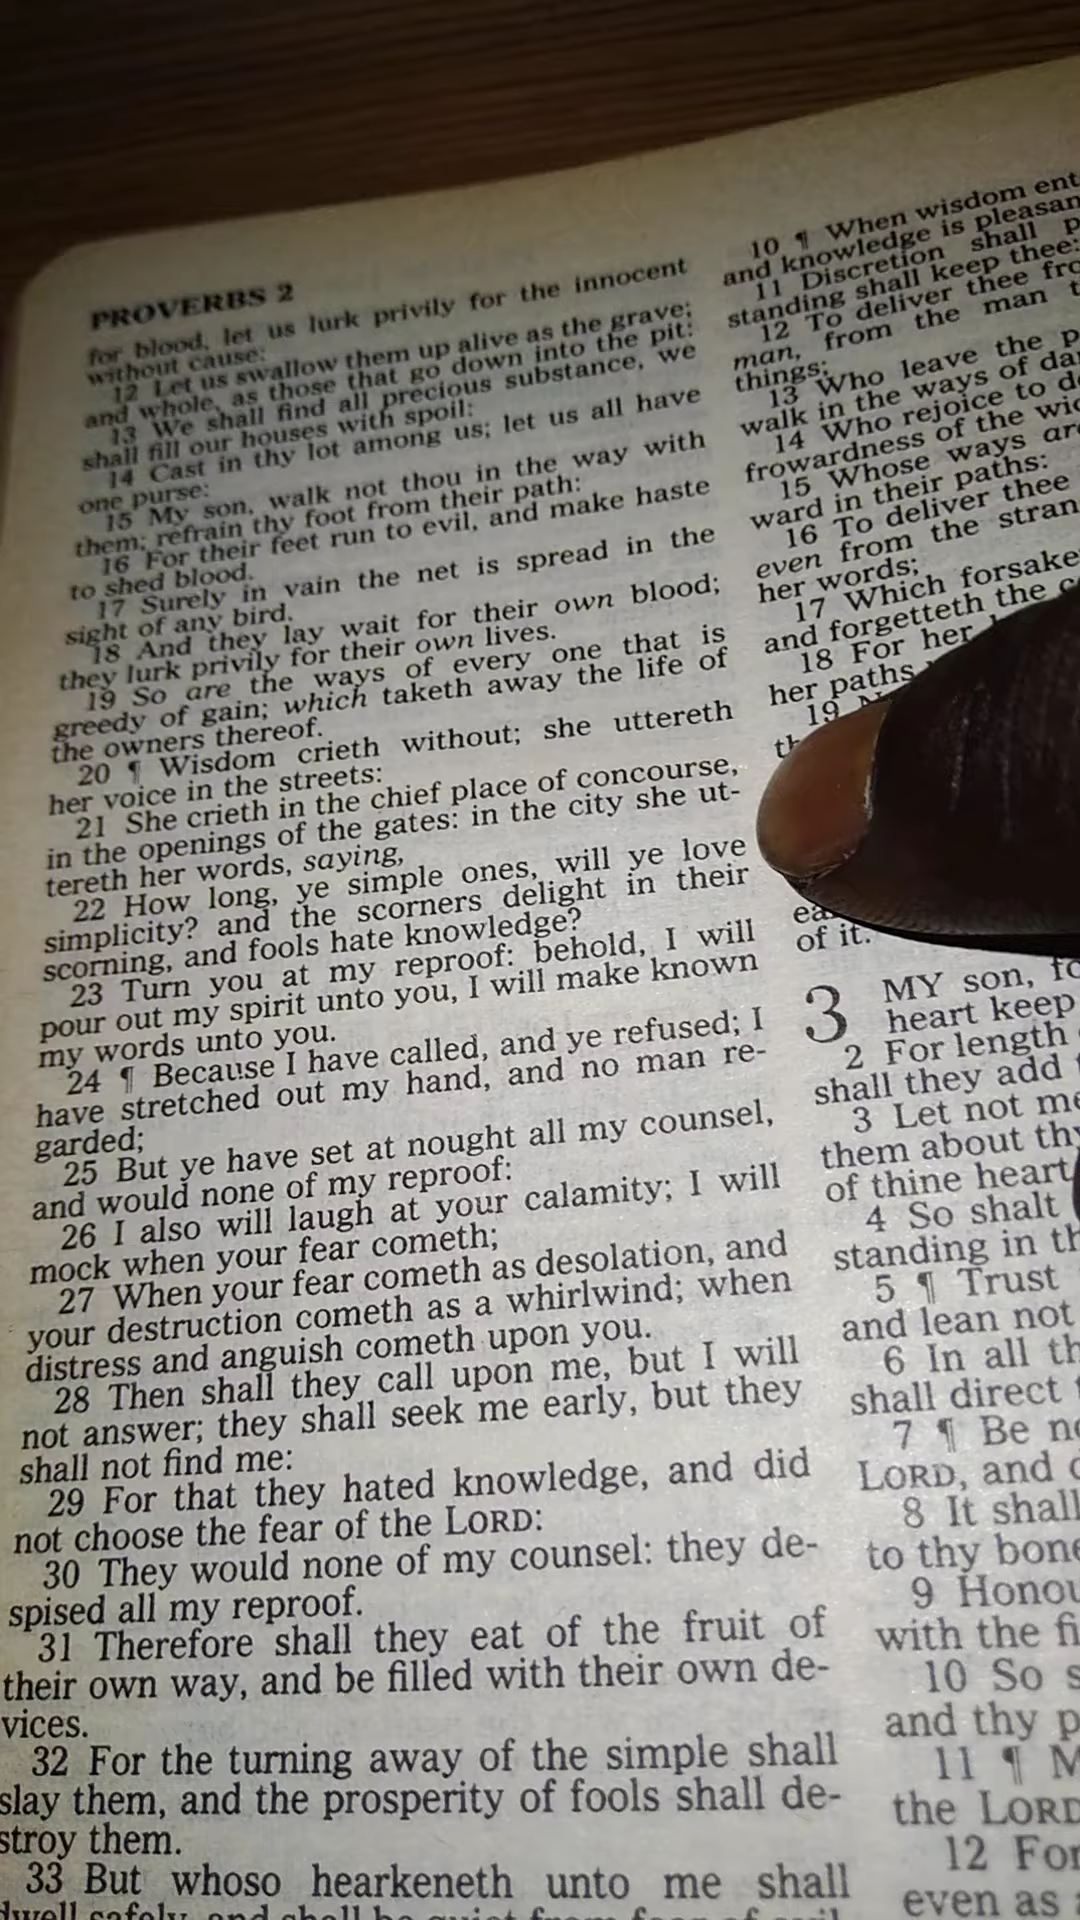 PROVERBS 2
for blood, let us lurk privily for the innocent
without cause:
12 Let us swallow them up alive as the grave;
and whole, as those that go down into the pit:
13 We shall find all precious substance, we
shall fill our houses with spoil:
14 Cast in thy lot among us; let us all have
one purse:
15 My son, walk not thou in the way with
them; refrain thy foot from their path:
16 For their feet run to evil, and make haste
to shed blood.
17 Surely in vain the net is spread in the
sight of any bird.
18 And they lay wait for their own blood;
they lurk privily for their own lives.
19 So are the ways of every one that is
greedy of gain; which taketh away the life of
the owners thereof.
20 ¶ Wisdom crieth without; she uttereth
her voice in the streets:
21 She crieth in the chief place of concourse,
in the openings of the gates: in the city she ut-
tereth her words, saying,
22 How long, ye simple ones, will ye love
simplicity? and the scorners delight in their
scorning, and fools hate knowledge?
23 Turn you at my reproof: behold, I will
pour out my spirit unto you, I will make known
my words unto you.
24 ¶ Because I have called, and ye refused; I
have stretched out my hand, and no man re-
garded;
25 But ye have set at nought all my counsel,
and would none of my reproof:
26 I also will laugh at your calamity; I will
mock when your fear cometh;
27 When your fear cometh as desolation, and
your destruction cometh as a whirlwind; when
distress and anguish cometh upon you.
28 Then shall they call upon me, but I will
not answer; they shall seek me early, but they
shall not find me:
29 For that they hated knowledge, and did
not choose the fear of the LORD:
30 They would none of my counsel: they de-
spised all my reproof.
31 Therefore shall they eat of the fruit of
their own way, and be filled with their own de-
vices.
32 For the turning away of the simple shall
slay them, and the prosperity of fools shall de-
stroy them.
33 But whoso hearkeneth unto me shall
10 ¶ When wisdom ent
and knowledge is pleasan
11 Discretion shall p
standing shall keep thee:
12 To deliver thee fro
man, from the man t
things;
13 Who leave the p
walk in the ways of da
14 Who rejoice to d
frowardness of the wic
15 Whose ways are
ward in their paths:
16 To deliver thee
even from the stran
her words;
17 Which forsake
and forgetteth the c
18 For her
her paths
19
th
ea
of it.
3 MY son, fo
heart keep
2 For length
shall they add
3 Let not me
them about thy
of thine heart
4 So shalt
standing in th
5 ¶ Trust
and lean not
6 In all th
shall direct
7 ¶ Be no
LORD, and
8 It shall
to thy bone
9 Honou
with the fi
10 So s
and thy p
11 ¶ M
the LORD
12 For
even as